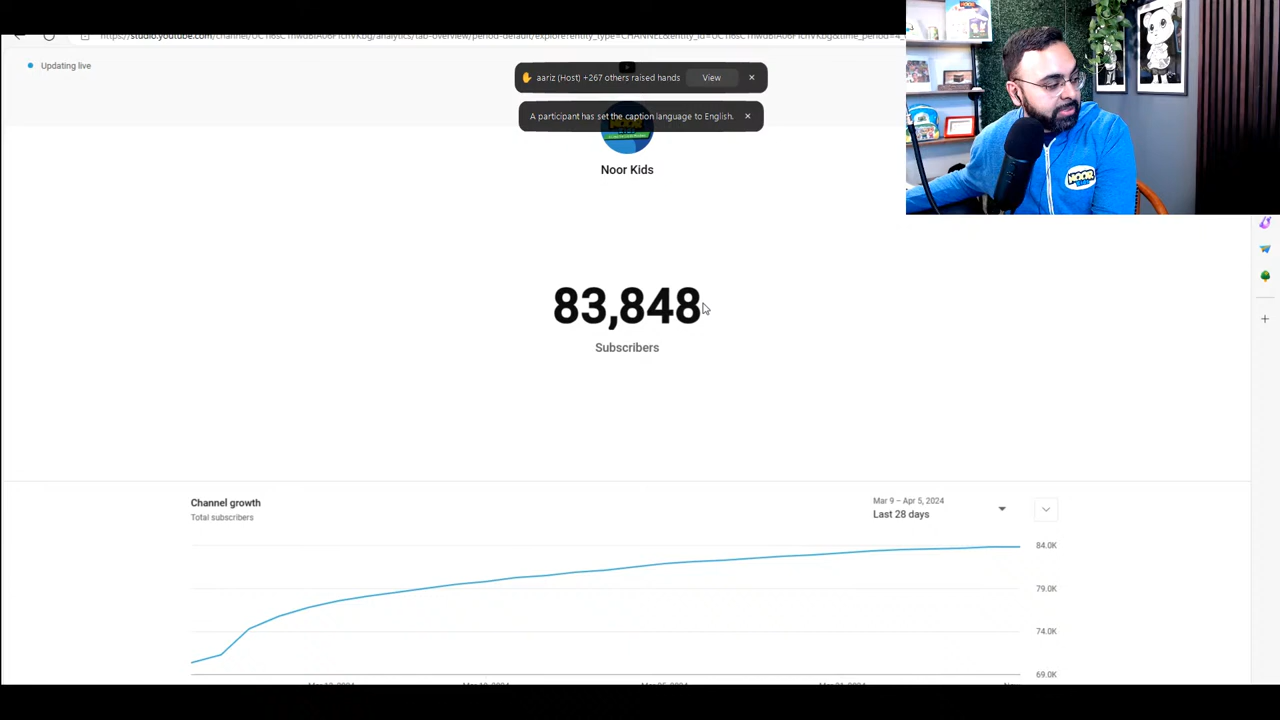 Updating live
aariz (Host) +267 others raised hands View
A participant has set the caption language to English.
Noor Kids
83,848
Subscribers
Channel growth
Total subscribers
Mar 9 – Apr 5, 2024
Last 28 days
84.0K
79.0K
74.0K
69.0K
NOOR